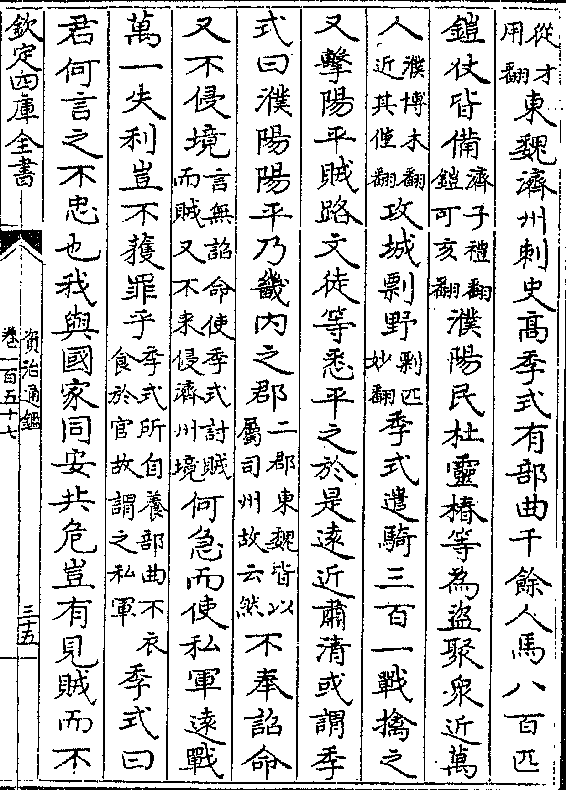 從才用翻東魏濟州刺史高季式有部曲千餘人馬八百匹
鎧仗皆備濟子禮翻鎧可亥翻濮陽民杜靈椿等為盗聚衆近萬
人濮博木翻近其僅翻攻城剽野剽匹妙翻季式遣騎三百一戰擒之
又擊陽平賊路文徒等悉平之於是遠近肅清或謂季
式曰濮陽陽平乃畿内之郡二郡東魏皆以屬司州故云然不奉詔命
又不侵境言無詔命使季式討賊而賊又不来侵濟州境何急而使私軍遠戰
萬一失利豈不獲罪乎季式所自養部曲不衣食於官故謂之私軍季式曰
君何言之不忠也我與國家同安共危豈有見賊而不
欽定四庫全書
資治通鑑
卷一百五十七
三十五